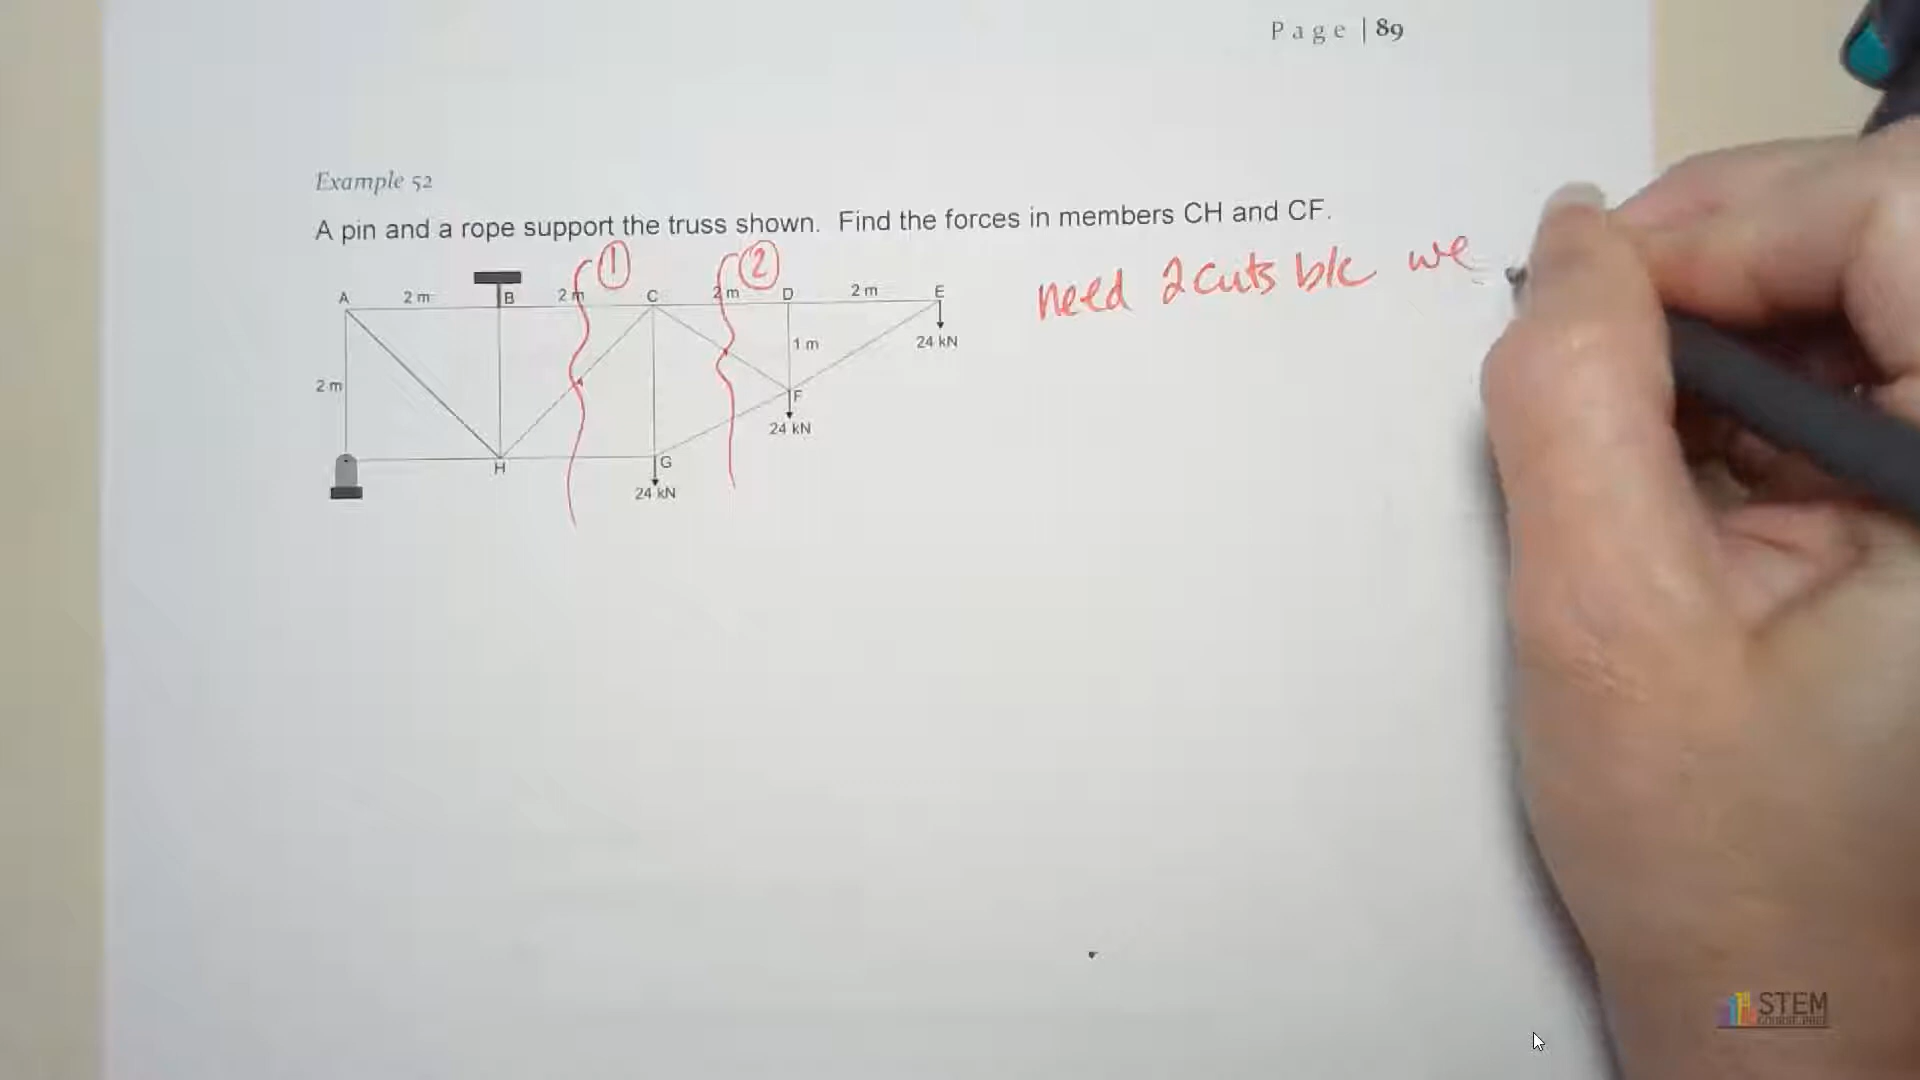 Page | 89
Example 52
A pin and a rope support the truss shown. Find the forces in members CH and CF.
need 2 cuts b/c we
1 2
A 2 m B 2 m C 2 m D 2 m E
1 m 24 kN
2 m
F
24 kN
H G
24 kN
STEM
COURSE PREP